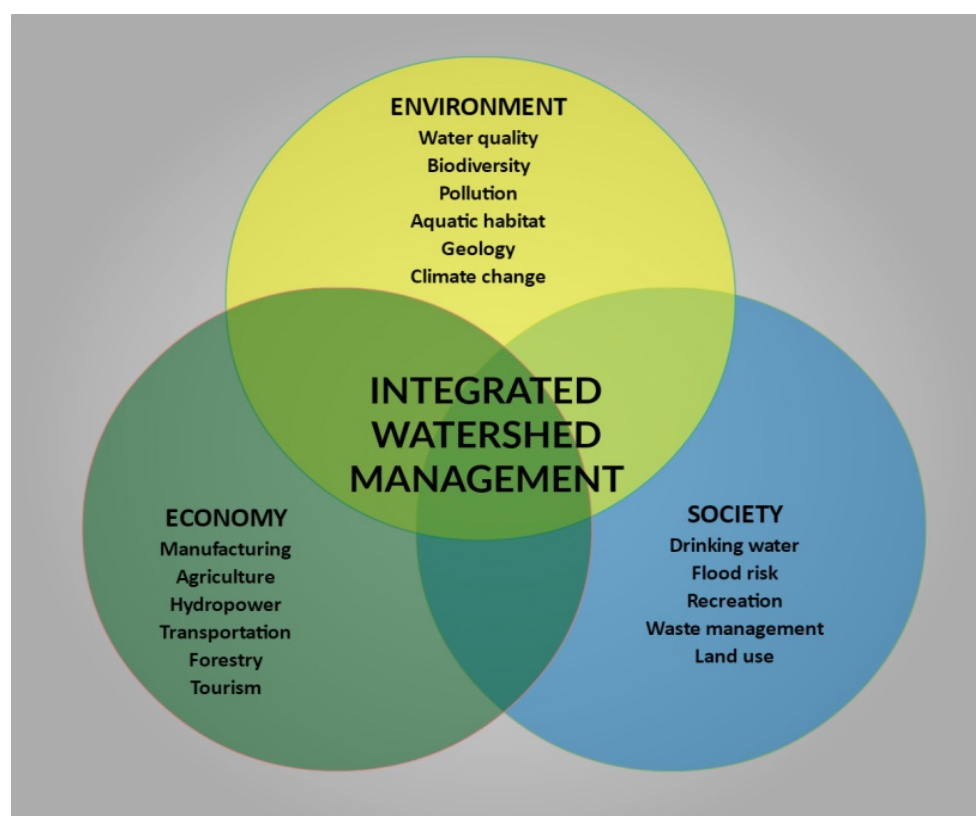 ENVIRONMENT
Water quality
Biodiversity
Pollution
Aquatic habitat
Geology
Climate change
INTEGRATED
WATERSHED
MANAGEMENT
ECONOMY
Manufacturing
Agriculture
Hydropower
Transportation
Forestry
Tourism
SOCIETY
Drinking water
Flood risk
Recreation
Waste management
Land use